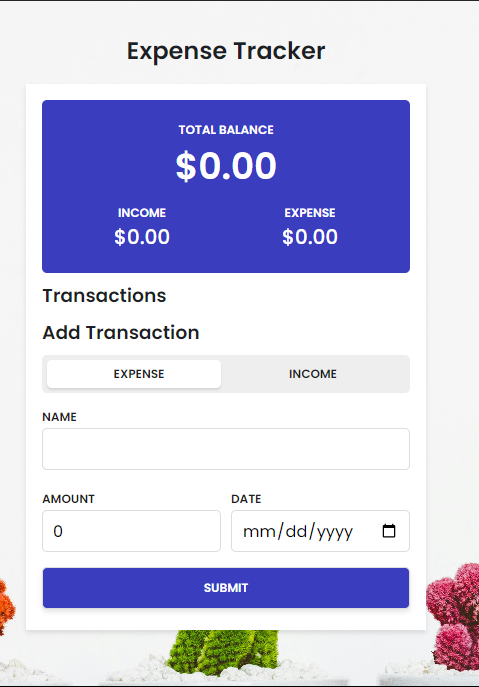 Expense Tracker
TOTAL BALANCE
$0.00
INCOME EXPENSE
$0.00 $0.00
Transactions
Add Transaction
EXPENSE INCOME
NAME
AMOUNT DATE
0 mm/dd/yyyy
SUBMIT